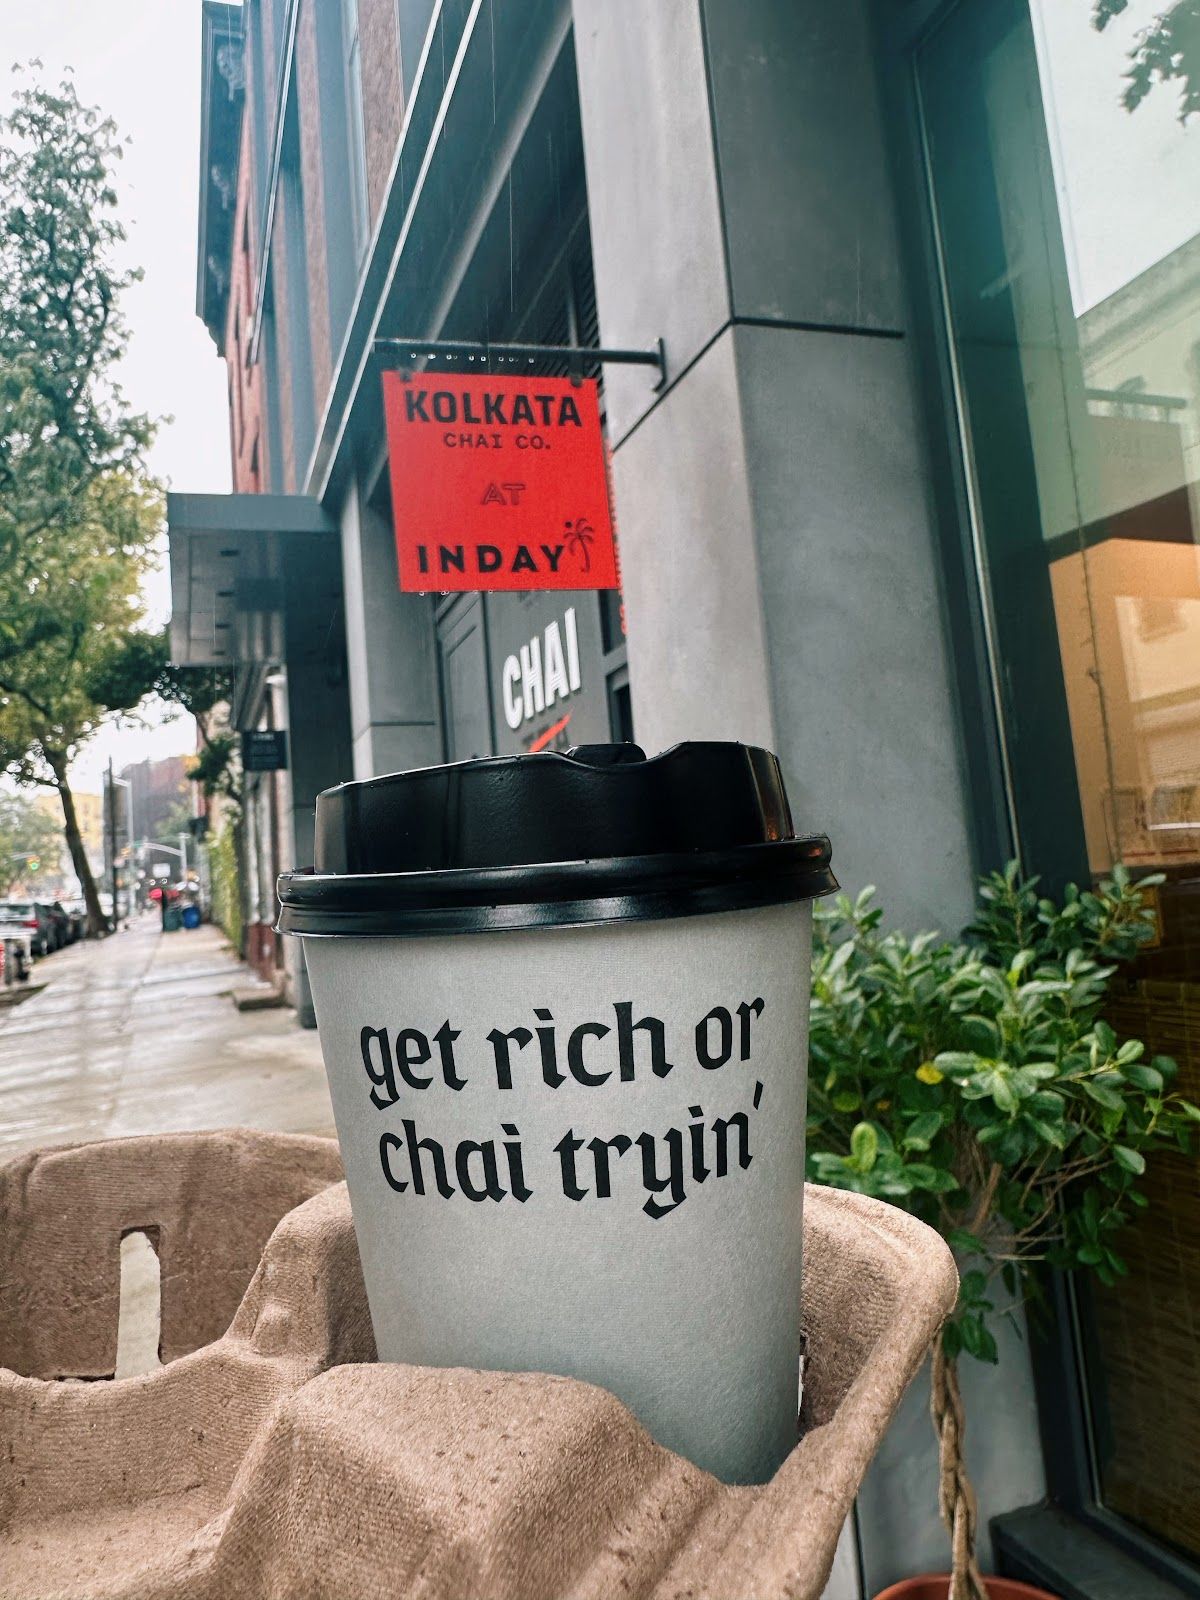 KOLKATA
CHAI CO.
AT
INDAY
CHAI
get rich or
chai tryin'